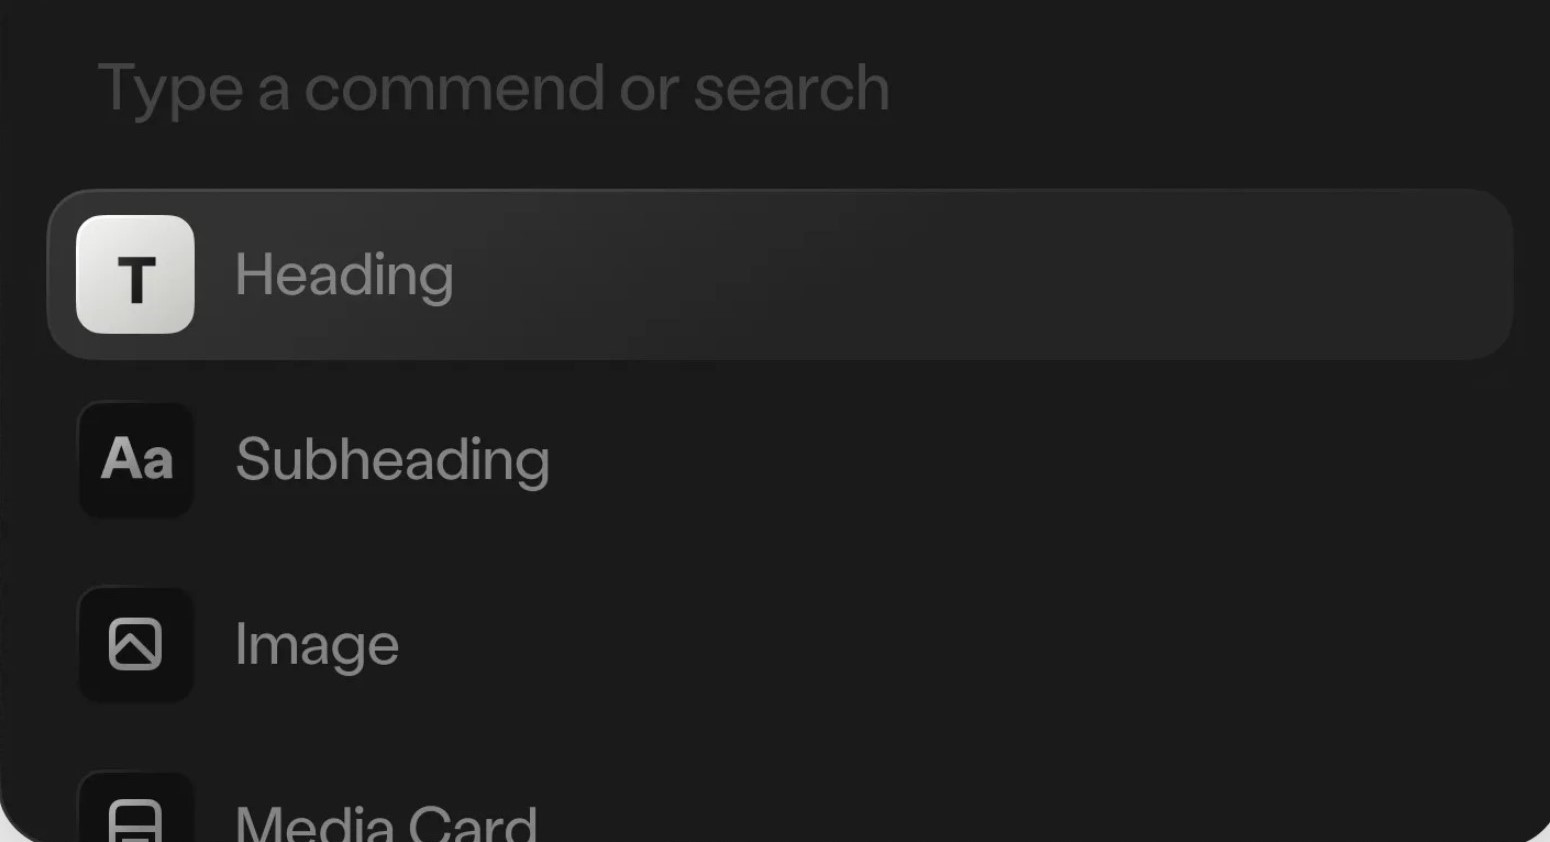 Type a commend or search
T Heading
Aa Subheading
Image
Media Card